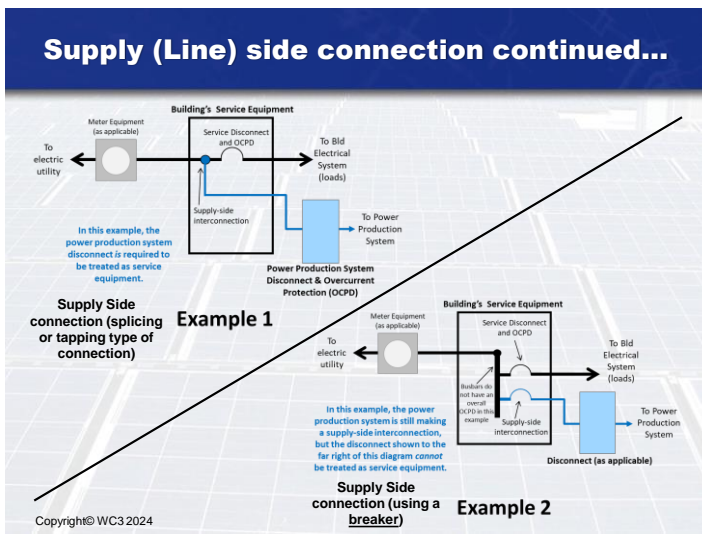 Supply (Line) side connection continued...
Building's Service Equipment
Meter Equipment
(as applicable)
Service Disconnect
and OCPD
To
electric
utility
To Bld
Electrical
System
(loads)
Supply-side
interconnection
To Power
Production
System
In this example, the
power production system
disconnect is required to
be treated as service
equipment.
Power Production System
Disconnect & Overcurrent
Protection (OCPD)
Supply Side
connection (splicing
or tapping type of
connection)
Example 1
Building's Service Equipment
Meter Equipment
(as applicable)
Service Disconnect
and OCPD
To
electric
utility
To Bld
Electrical
System
(loads)
Busbars do
not have an
overall
OCPD in this
example
Supply-side
interconnection
To Power
Production
System
In this example, the power
production system is still making
a supply-side interconnection,
but the disconnect shown to the
far right of this diagram cannot
be treated as service equipment.
Disconnect (as applicable)
Supply Side
connection (using a
breaker)
Example 2
Copyright© WC3 2024